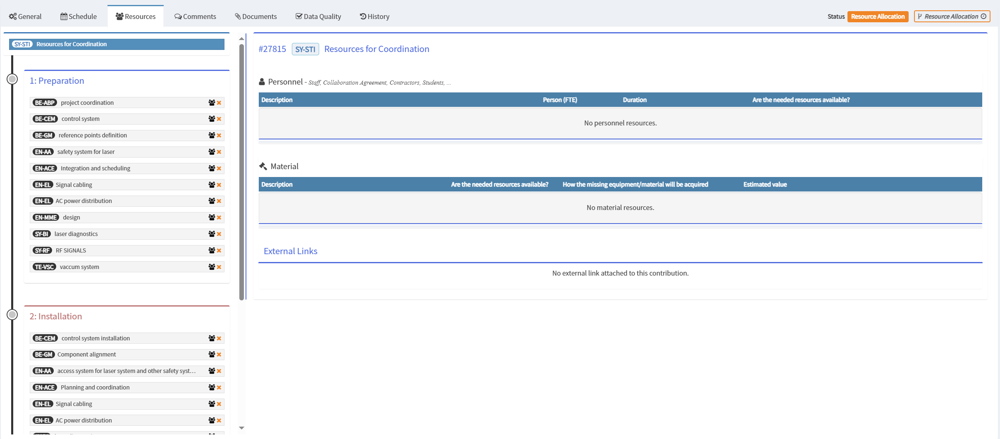 General Schedule Resources Comments Documents Data Quality History Status Resource Allocation Resource Allocation
SY-STI Resources for Coordination
1: Preparation
BE-ABP project coordination
BE-CEM control system
BE-GM reference points definition
EN-AA safety system for laser
EN-ACE Integration and scheduling
EN-EL Signal cabling
EN-EL AC power distribution
EN-MME design
SY-BI laser diagnostics
SY-RF RF SIGNALS
TE-VSC vaccum system
2: Installation
BE-CEM control system installation
BE-GM Component alignment
EN-AA access system for laser system and other safety syst...
EN-ACE Planning and coordination
EN-EL Signal cabling
EN-EL AC power distribution
#27815 SY-STI Resources for Coordination
Personnel - Staff, Collaboration Agreement, Contractors, Students, ...
Description Person (FTE) Duration Are the needed resources available?
No personnel resources.
Material
Description Are the needed resources available? How the missing equipment/material will be acquired Estimated value
No material resources.
External Links
No external link attached to this contribution.